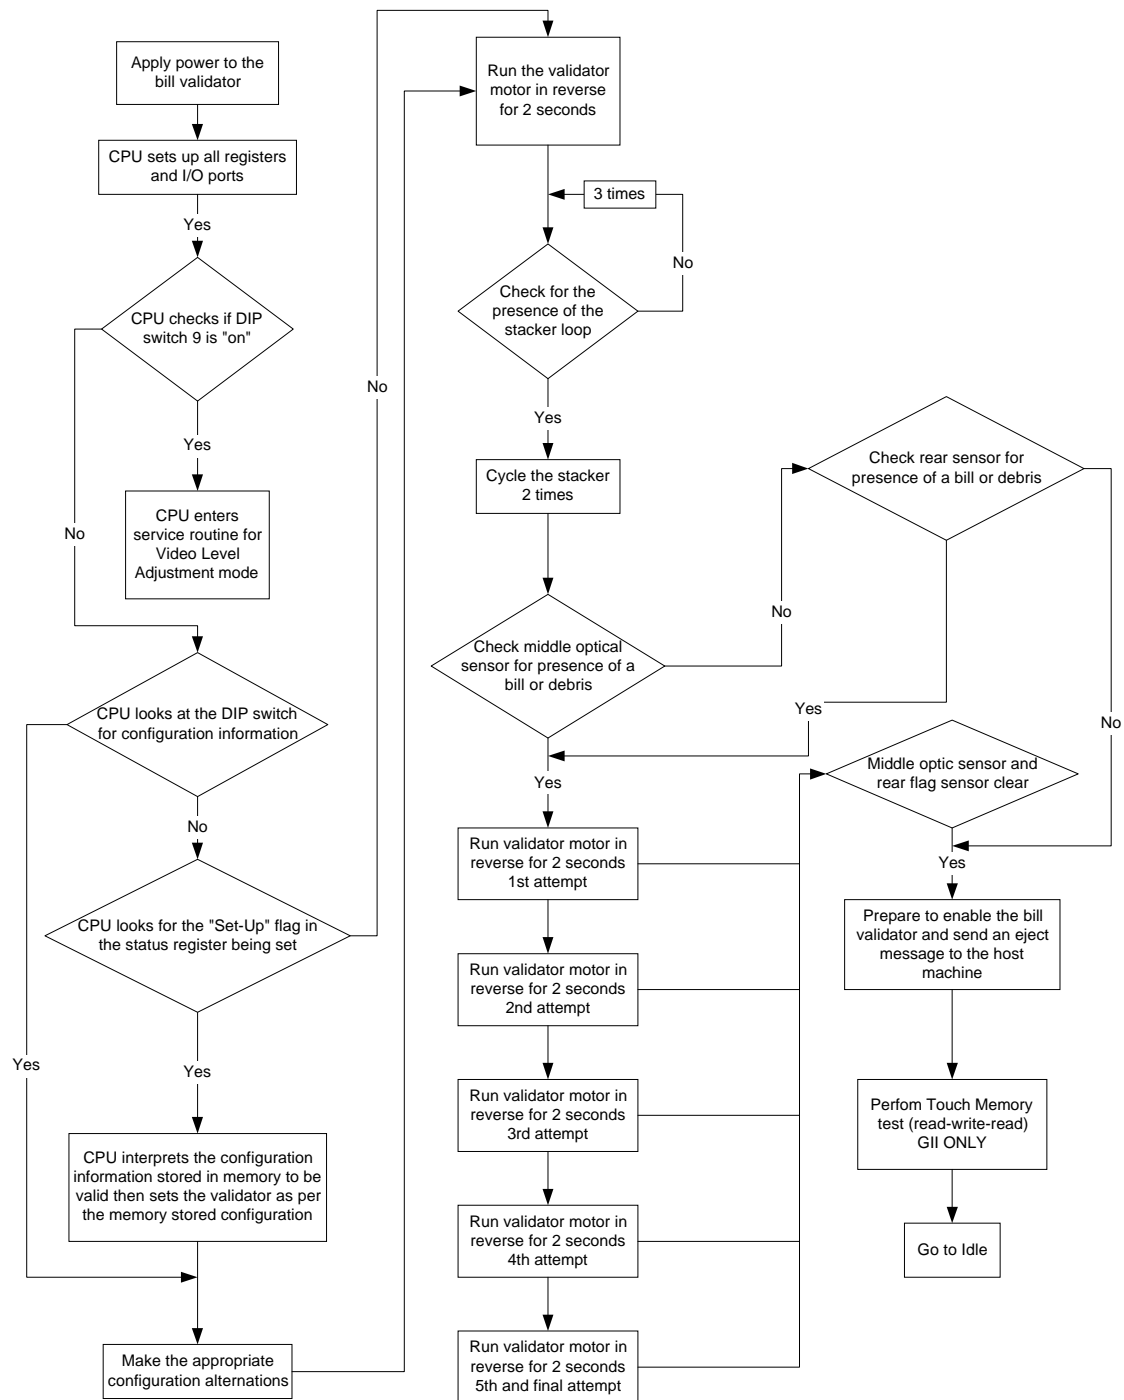 Apply power to the
bill validator
CPU sets up all registers
and I/O ports
Yes
CPU checks if DIP
switch 9 is "on"
Yes
No
CPU enters
service routine for
Video Level
Adjustment mode
CPU looks at the DIP switch
for configuration information
No
CPU looks for the "Set-Up" flag in
the status register being set
Yes
Yes
No
CPU interprets the configuration
information stored in memory to be
valid then sets the validator as per
the memory stored configuration
Make the appropriate
configuration alternations
Run the validator
motor in reverse
for 2 seconds
3 times
No
Check for the
presence of the
stacker loop
Yes
Cycle the stacker
2 times
Check middle optical
sensor for presence of a
bill or debris
No
Yes
Run validator motor in
reverse for 2 seconds
1st attempt
Run validator motor in
reverse for 2 seconds
2nd attempt
Run validator motor in
reverse for 2 seconds
3rd attempt
Run validator motor in
reverse for 2 seconds
4th attempt
Run validator motor in
reverse for 2 seconds
5th and final attempt
Check rear sensor for
presence of a bill or debris
Yes
No
Middle optic sensor and
rear flag sensor clear
Yes
Prepare to enable the bill
validator and send an eject
message to the host
machine
Perfom Touch Memory
test (read-write-read)
GII ONLY
Go to Idle